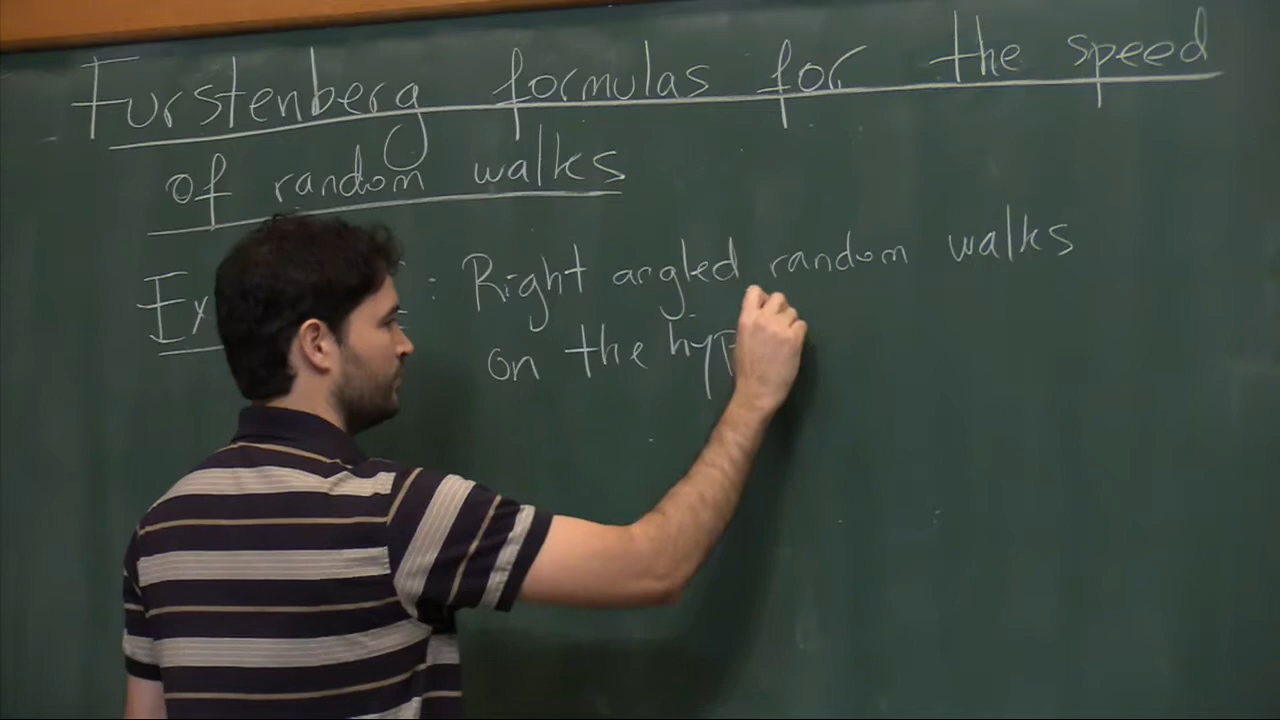 Furstenberg formulas for the speed
of random walks
Ex : Right angled random walks
on the hyp